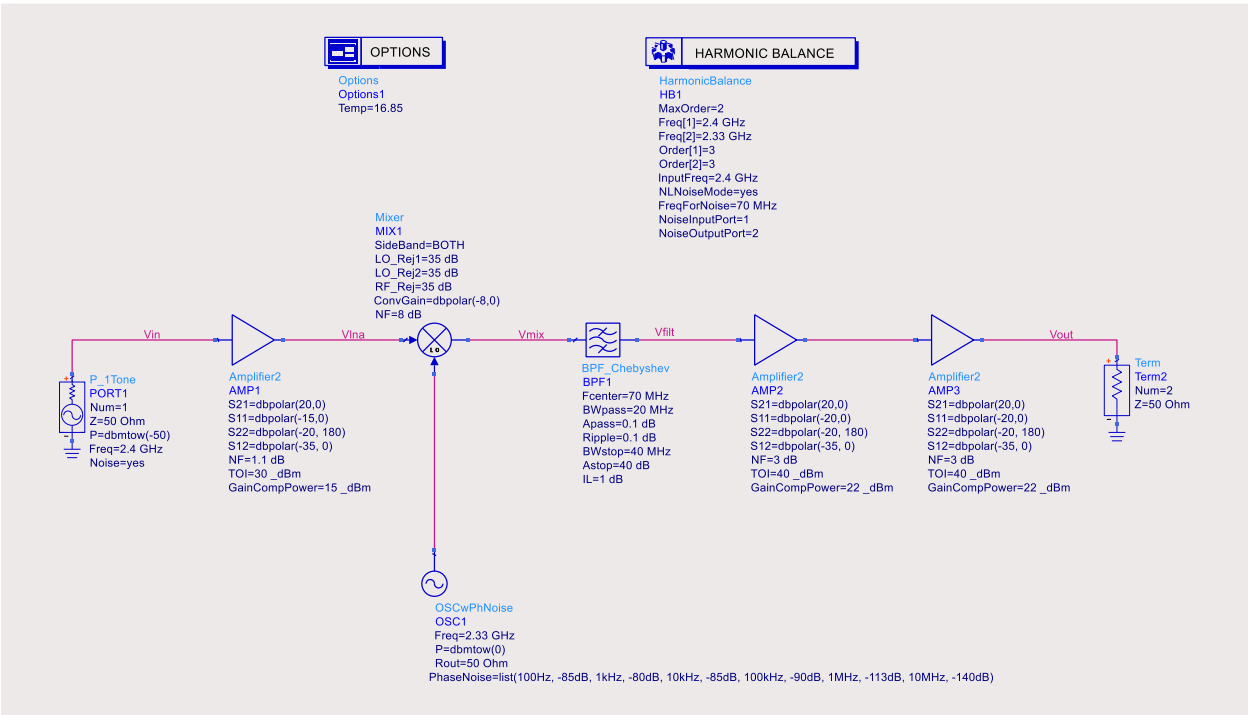 OPTIONS
Options
Options1
Temp=16.85
HARMONIC BALANCE
HarmonicBalance
HB1
MaxOrder=2
Freq[1]=2.4 GHz
Freq[2]=2.33 GHz
Order[1]=3
Order[2]=3
InputFreq=2.4 GHz
NLNoiseMode=yes
FreqForNoise=70 MHz
NoiseInputPort=1
NoiseOutputPort=2
Mixer
MIX1
SideBand=BOTH
LO_Rej1=35 dB
LO_Rej2=35 dB
RF_Rej=35 dB
ConvGain=dbpolar(-8,0)
NF=8 dB
Vin
Vlna
LO
Vmix
Vfilt
Vout
P_1Tone
PORT1
Num=1
Z=50 Ohm
P=dbmtow(-50)
Freq=2.4 GHz
Noise=yes
Amplifier2
AMP1
S21=dbpolar(20,0)
S11=dbpolar(-15,0)
S22=dbpolar(-20, 180)
S12=dbpolar(-35, 0)
NF=1.1 dB
TOI=30 _dBm
GainCompPower=15 _dBm
BPF_Chebyshev
BPF1
Fcenter=70 MHz
BWpass=20 MHz
Apass=0.1 dB
Ripple=0.1 dB
BWstop=40 MHz
Astop=40 dB
IL=1 dB
Amplifier2
AMP2
S21=dbpolar(20,0)
S11=dbpolar(-20,0)
S22=dbpolar(-20, 180)
S12=dbpolar(-35, 0)
NF=3 dB
TOI=40 _dBm
GainCompPower=22 _dBm
Amplifier2
AMP3
S21=dbpolar(20,0)
S11=dbpolar(-20,0)
S22=dbpolar(-20, 180)
S12=dbpolar(-35, 0)
NF=3 dB
TOI=40 _dBm
GainCompPower=22 _dBm
Term
Term2
Num=2
Z=50 Ohm
OSCwPhNoise
OSC1
Freq=2.33 GHz
P=dbmtow(0)
Rout=50 Ohm
PhaseNoise=list(100Hz, -85dB, 1kHz, -80dB, 10kHz, -85dB, 100kHz, -90dB, 1MHz, -113dB, 10MHz, -140dB)